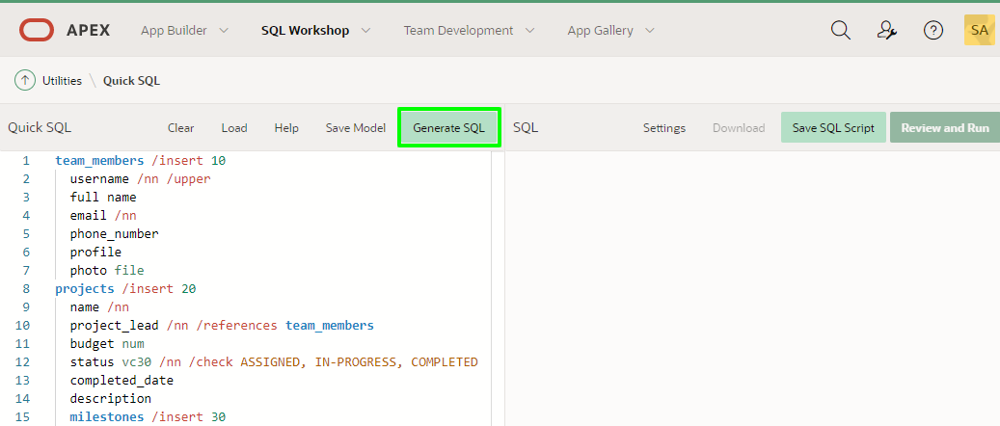 APEX App Builder SQL Workshop Team Development App Gallery SA
Utilities \ Quick SQL
Quick SQL Clear Load Help Save Model Generate SQL SQL Settings Download Save SQL Script Review and Run
1 team_members /insert 10
2 username /nn /upper
3 full name
4 email /nn
5 phone_number
6 profile
7 photo file
8 projects /insert 20
9 name /nn
10 project_lead /nn /references team_members
11 budget num
12 status vc30 /nn /check ASSIGNED, IN-PROGRESS, COMPLETED
13 completed_date
14 description
15 milestones /insert 30